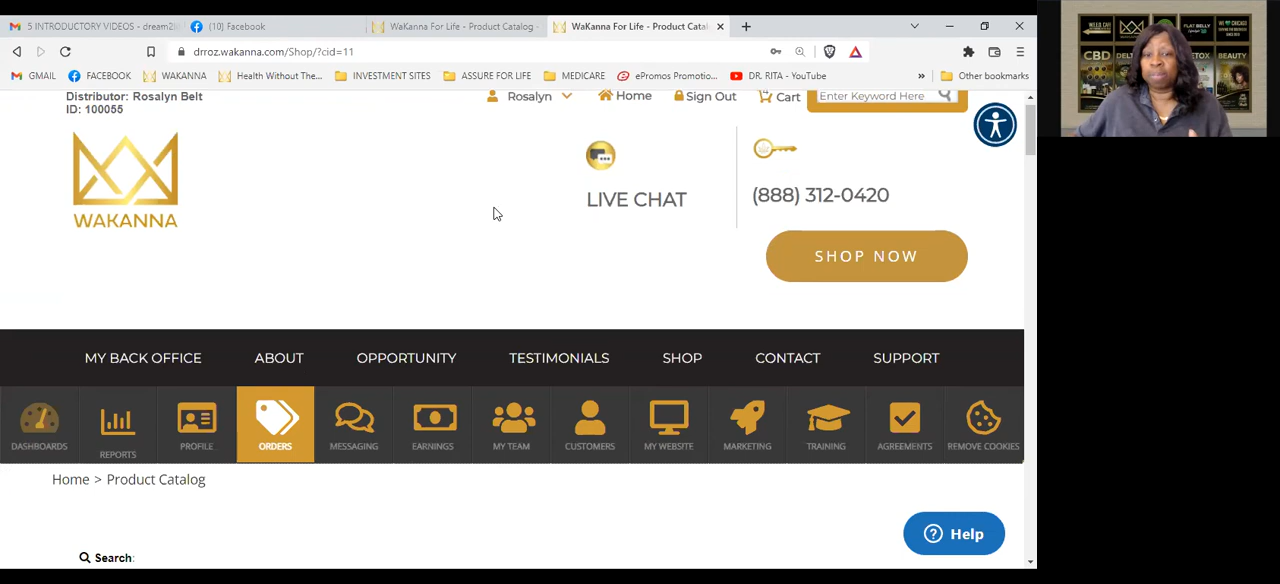 5 INTRODUCTORY VIDEOS - dream2li
(10) Facebook
WaKanna For Life - Product Catalog -
WaKanna For Life - Product Catal
drroz.wakanna.com/Shop/?cid=11
GMAIL
FACEBOOK
WAKANNA
Health Without The...
INVESTMENT SITES
ASSURE FOR LIFE
MEDICARE
ePromos Promotio...
DR. RITA - YouTube
Other bookmarks
Distributor: Rosalyn Belt
ID: 100055
Rosalyn
Home
Sign Out
Cart
Enter Keyword Here
WAKANNA
LIVE CHAT
(888) 312-0420
SHOP NOW
MY BACK OFFICE
ABOUT
OPPORTUNITY
TESTIMONIALS
SHOP
CONTACT
SUPPORT
DASHBOARDS
REPORTS
PROFILE
ORDERS
MESSAGING
EARNINGS
MY TEAM
CUSTOMERS
MY WEBSITE
MARKETING
TRAINING
AGREEMENTS
REMOVE COOKIES
Home > Product Catalog
Help
Search:
CBD
BEAUTY
FLAT BELLY